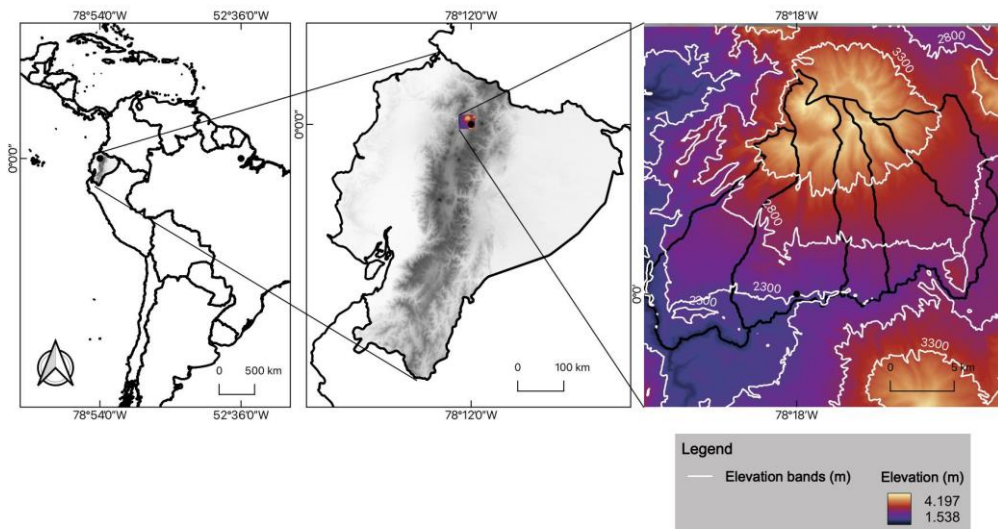 78°54'0"W 52°36'0"W 78°12'0"W 78°18'W
0°0'0" 0°0'0" 0°0'
3300
2800
2800
2300
2300
3300
0 500 km
0 100 km
0 5 km
78°54'0"W 52°36'0"W 78°12'0"W 78°18'W
Legend
Elevation bands (m)
Elevation (m)
4.197
1.538